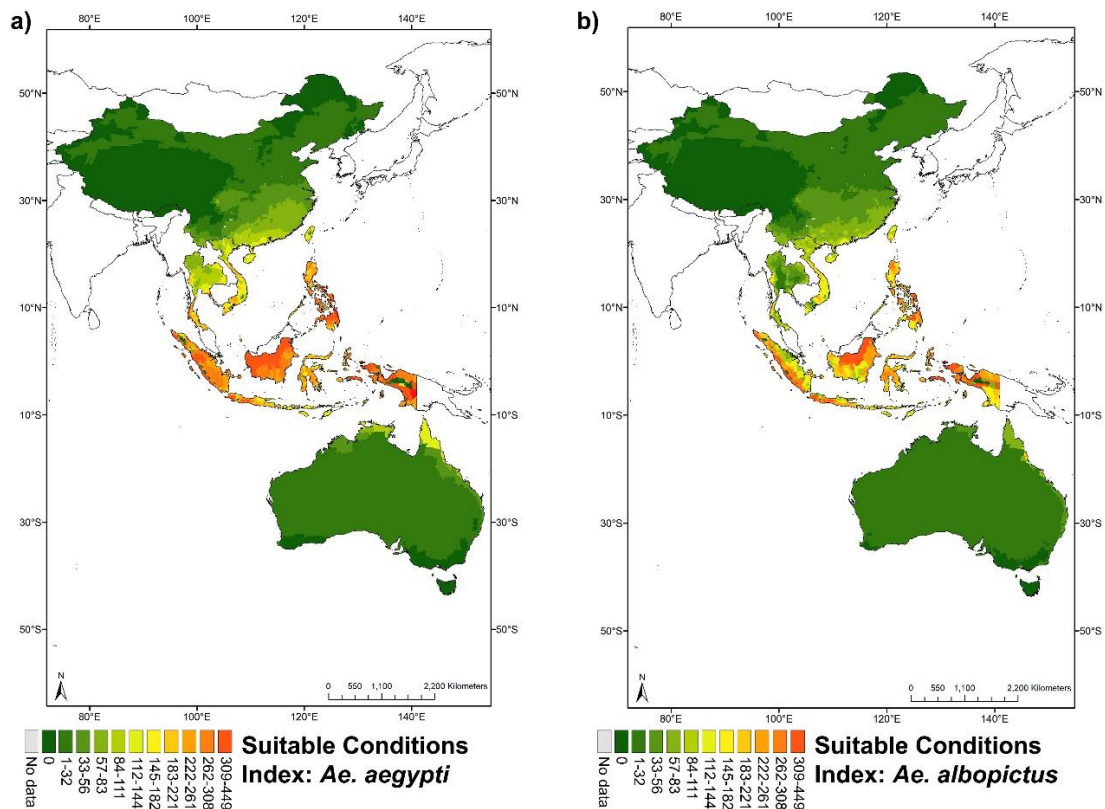 a)
80°E 100°E 120°E 140°E
50°N 50°N
30°N 30°N
10°N 10°N
10°S 10°S
30°S 30°S
50°S 50°S
N
0 550 1,100 2,200 Kilometers
80°E 100°E 120°E 140°E
No data
0
1-32
33-56
57-83
84-111
112-144
145-182
183-221
222-261
262-308
309-449
Suitable Conditions
Index: Ae. aegypti
b)
80°E 100°E 120°E 140°E
50°N 50°N
30°N 30°N
10°N 10°N
10°S 10°S
30°S 30°S
50°S 50°S
N
0 550 1,100 2,200 Kilometers
80°E 100°E 120°E 140°E
No data
0
1-32
33-56
57-83
84-111
112-144
145-182
183-221
222-261
262-308
309-449
Suitable Conditions
Index: Ae. albopictus